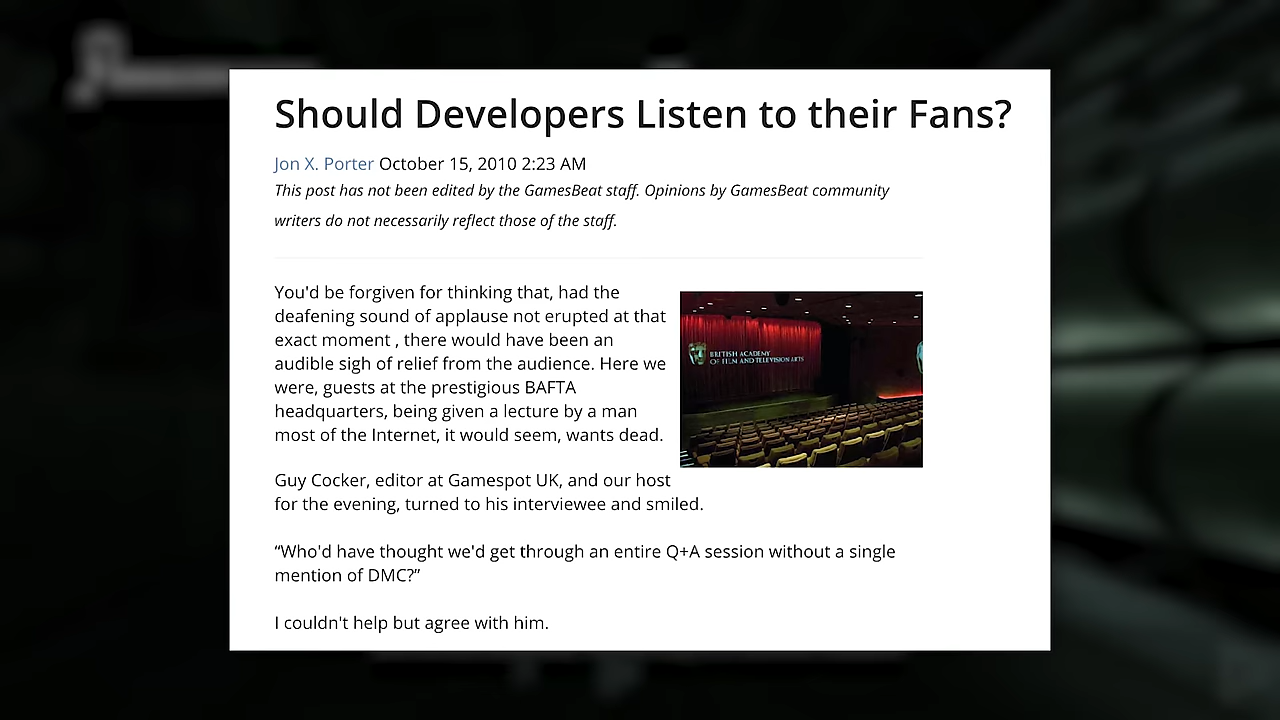 Should Developers Listen to their Fans?
Jon X. Porter October 15, 2010 2:23 AM
This post has not been edited by the GamesBeat staff. Opinions by GamesBeat community
writers do not necessarily reflect those of the staff.
You'd be forgiven for thinking that, had the
deafening sound of applause not erupted at that
exact moment , there would have been an
audible sigh of relief from the audience. Here we
were, guests at the prestigious BAFTA
headquarters, being given a lecture by a man
most of the Internet, it would seem, wants dead.
BRITISH ACADEMY
OF FILM AND TELEVISION ARTS
Guy Cocker, editor at Gamespot UK, and our host
for the evening, turned to his interviewee and smiled.
“Who'd have thought we'd get through an entire Q+A session without a single
mention of DMC?”
I couldn't help but agree with him.